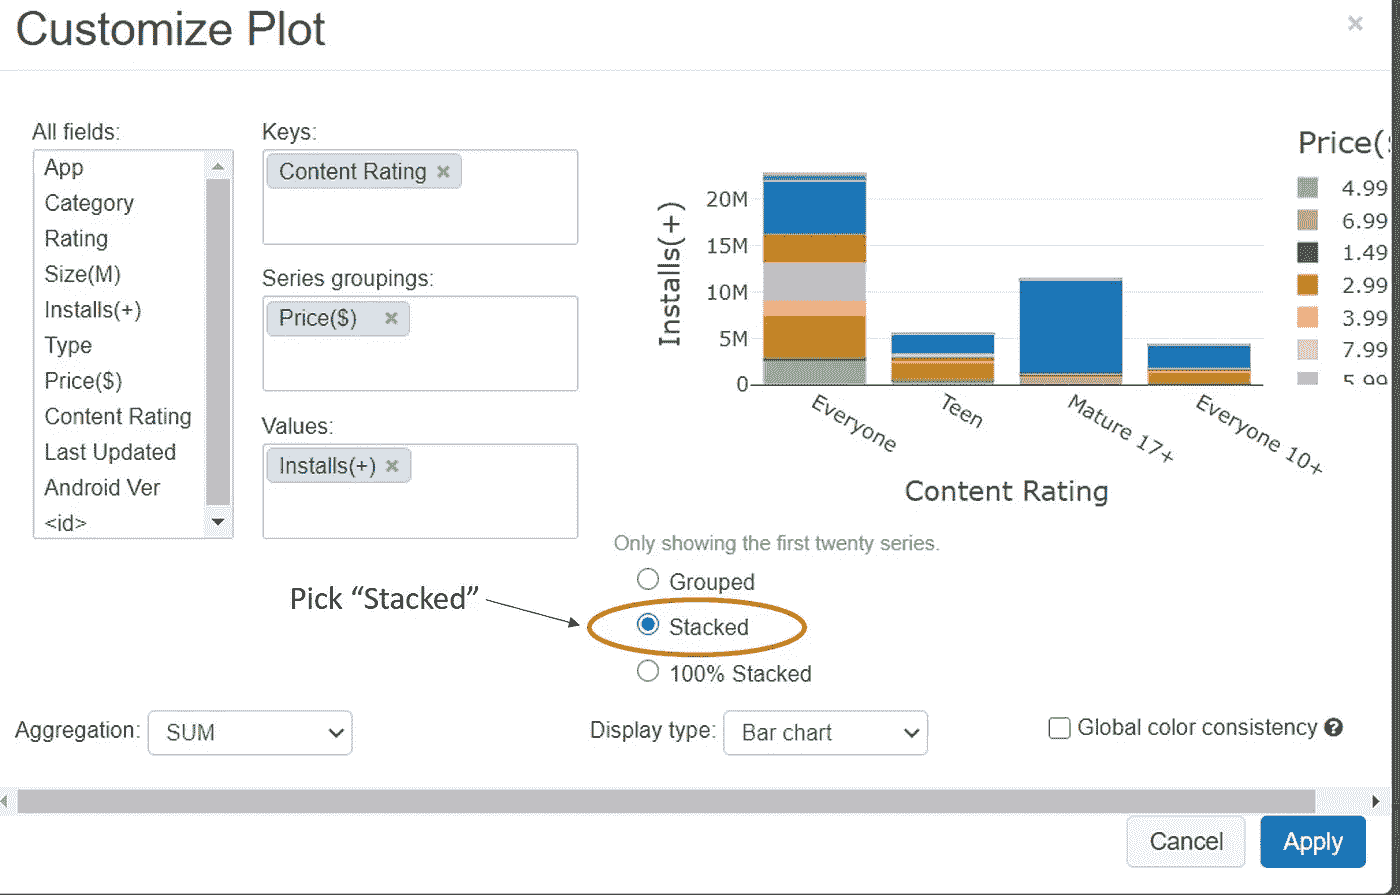 Customize Plot
×
All fields:
App
Category
Rating
Size(M)
Installs(+)
Type
Price($)
Content Rating
Last Updated
Android Ver
<id>
Keys:
Content Rating ×
Series groupings:
Price($) ×
Values:
Installs(+) ×
Installs(+)
20M
15M
10M
5M
0
Everyone
Teen
Mature 17+
Everyone 10+
Content Rating
Price($
4.99
6.99
1.49
2.99
3.99
7.99
5.99
Only showing the first twenty series.
Grouped
Pick “Stacked”
Stacked
100% Stacked
Aggregation: SUM
Display type: Bar chart
Global color consistency ?
Cancel
Apply